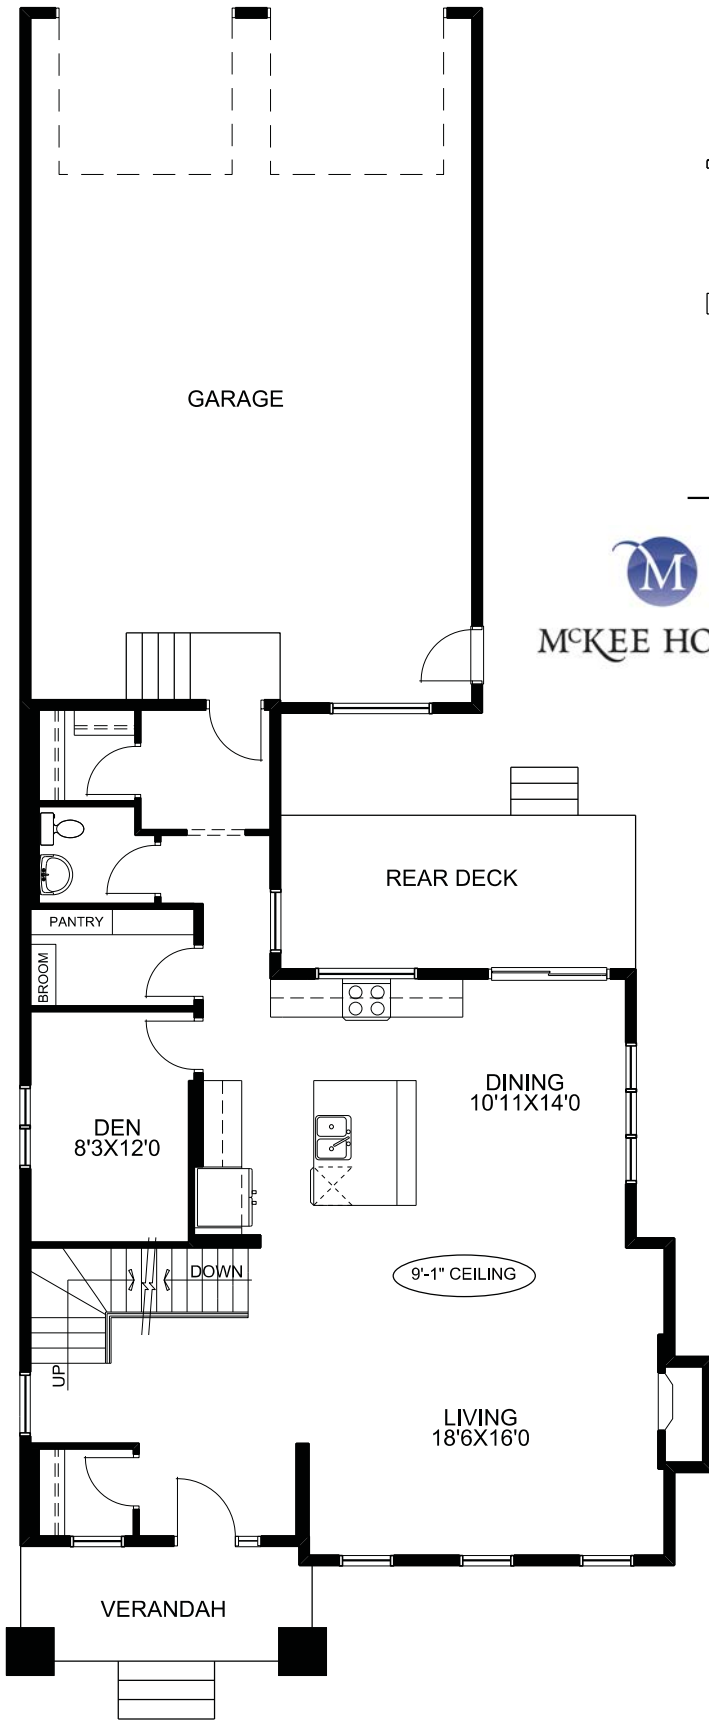 GARAGE
M
MCKEE HO
REAR DECK
PANTRY
BROOM
DINING
10'11X14'0
DEN
8'3X12'0
DOWN
9'-1" CEILING
UP
LIVING
18'6X16'0
VERANDAH